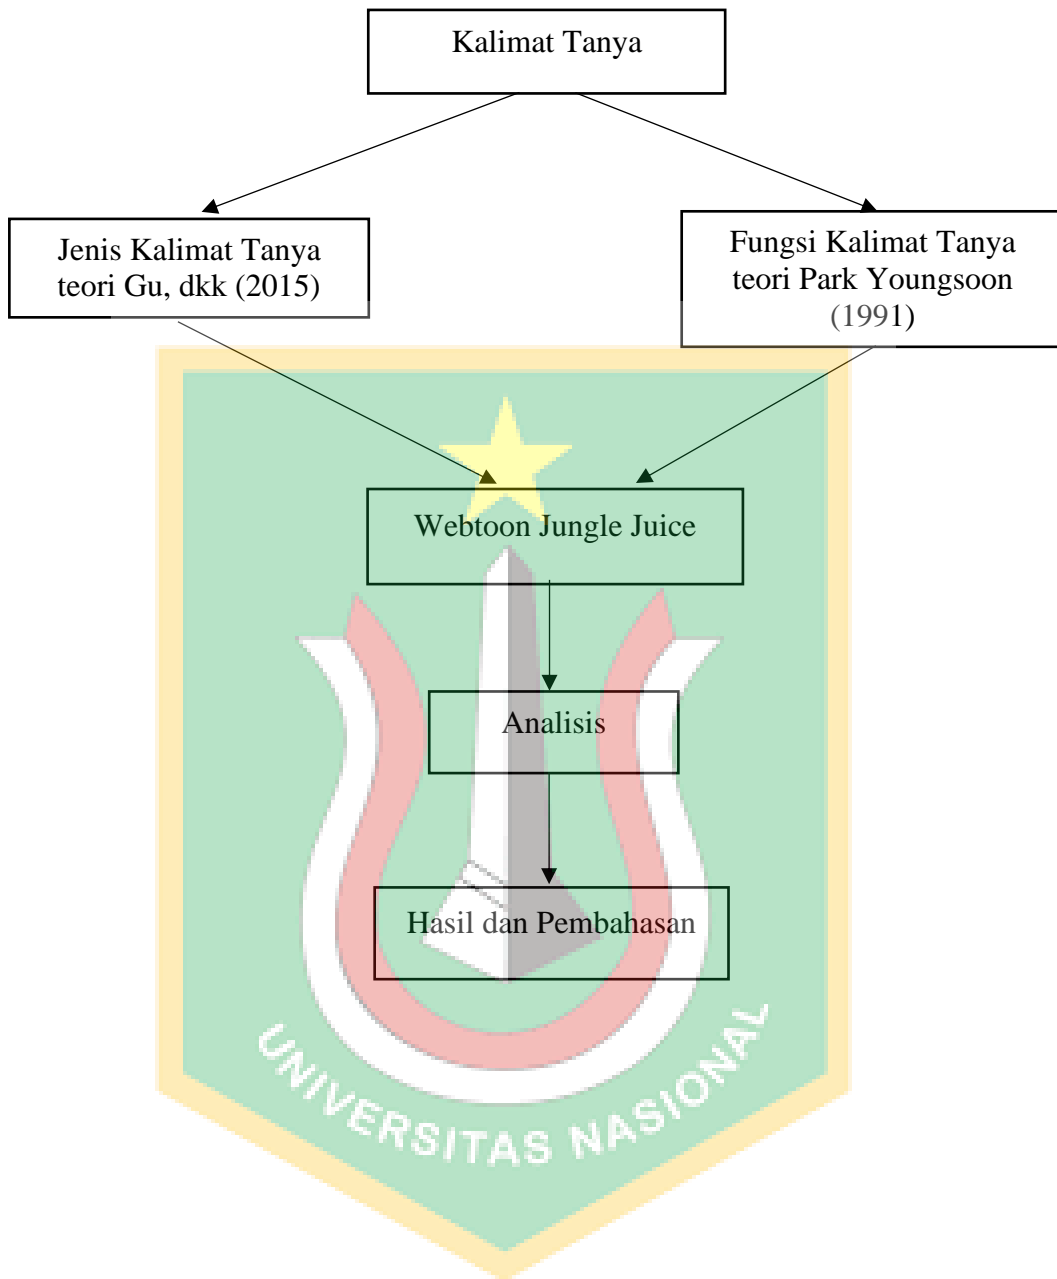 Kalimat Tanya
Jenis Kalimat Tanya
teori Gu, dkk (2015)
Fungsi Kalimat Tanya
teori Park Youngsoon
(1991)
Webtoon Jungle Juice
Analisis
Hasil dan Pembahasan
UNIVERSITAS NASIONAL